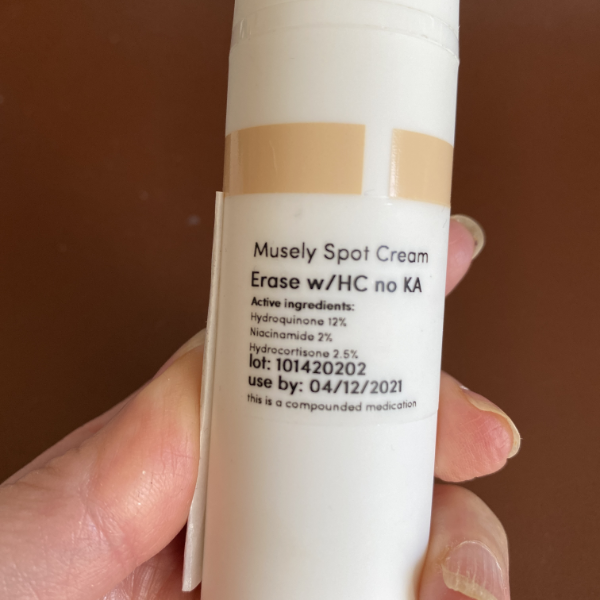 Musely Spot Cream
Erase w/HC no KA
Active ingredients:
Hydroquinone 12%
Niacinamide 2%
Hydrocortisone 2.5%
lot: 101420202
use by: 04/12/2021
this is a compounded medication